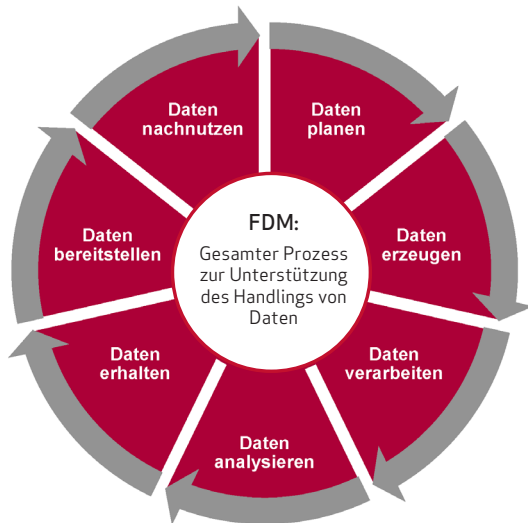 Daten
nachnutzen
Daten
planen
Daten
bereitstellen
FDM:
Gesamter Prozess
zur Unterstützung
des Handlings von
Daten
Daten
erzeugen
Daten
erhalten
Daten
verarbeiten
Daten
analysieren